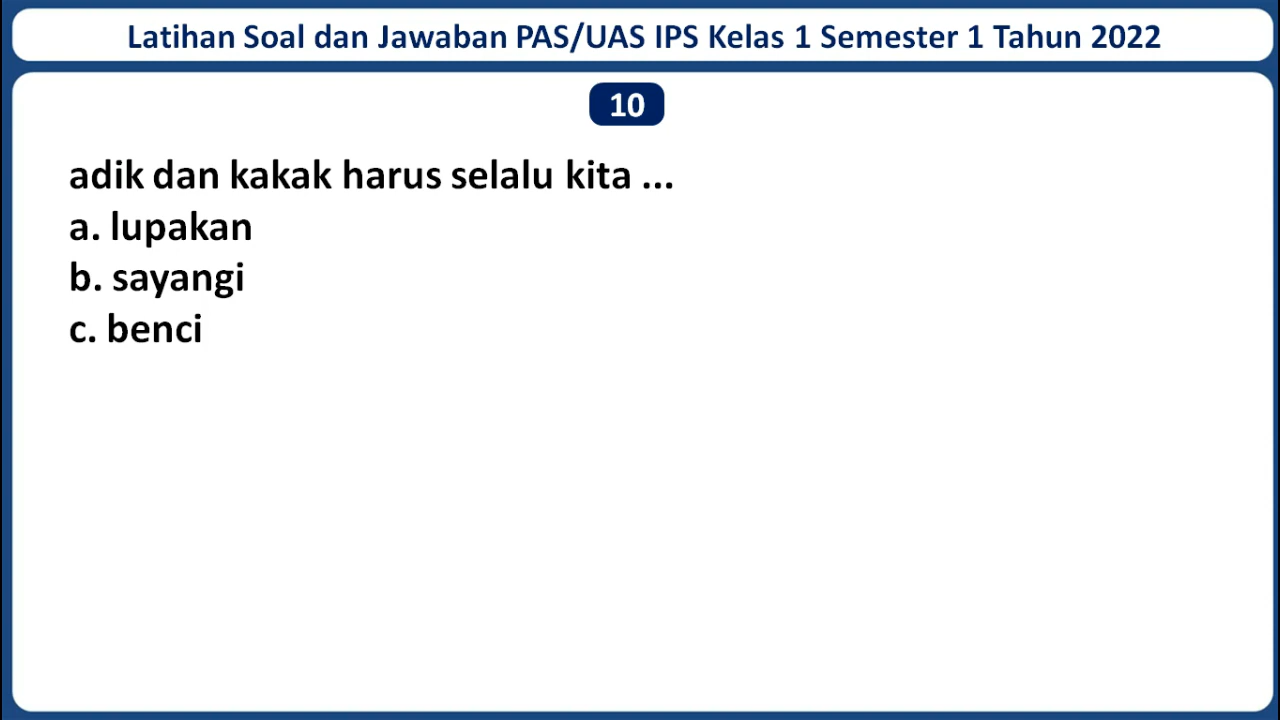 Latihan Soal dan Jawaban PAS/UAS IPS Kelas 1 Semester 1 Tahun 2022
10
adik dan kakak harus selalu kita ...
a. lupakan
b. sayangi
c. benci